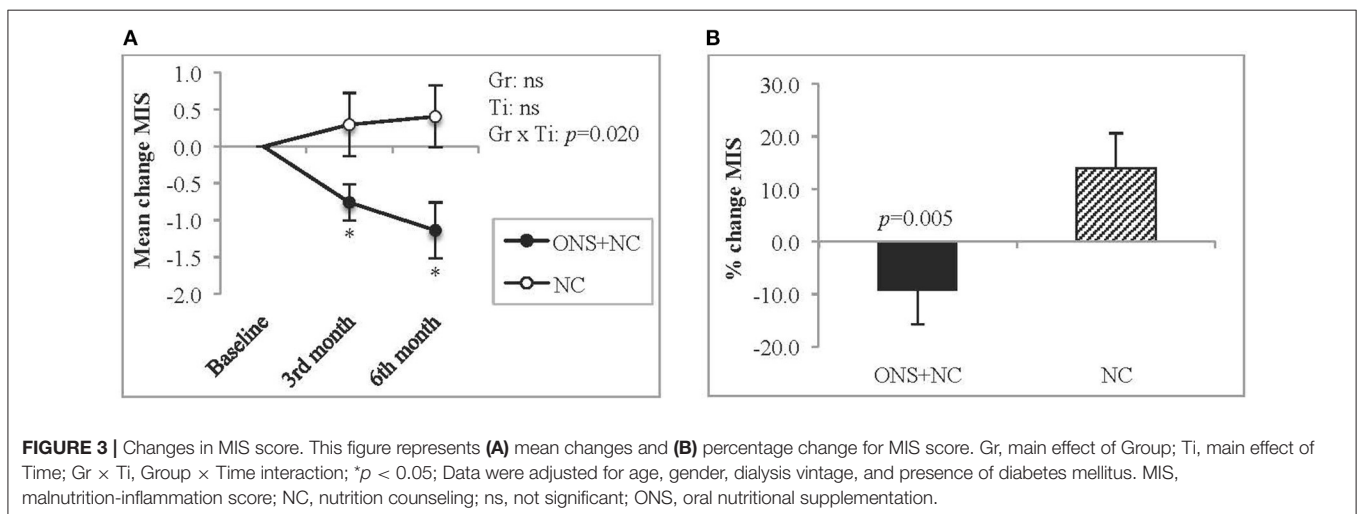 A
Mean change MIS
1.0
0.5
0.0
-0.5
-1.0
-1.5
-2.0
*
*
Baseline
3rd month
6th month
Gr: ns
Ti: ns
Gr x Ti: p=0.020
ONS+NC
NC
B
% change MIS
30.0
20.0
10.0
0.0
-10.0
-20.0
p=0.005
ONS+NC
NC
FIGURE 3 | Changes in MIS score. This figure represents (A) mean changes and (B) percentage change for MIS score. Gr, main effect of Group; Ti, main effect of
Time; Gr × Ti, Group × Time interaction; *p < 0.05; Data were adjusted for age, gender, dialysis vintage, and presence of diabetes mellitus. MIS,
malnutrition-inflammation score; NC, nutrition counseling; ns, not significant; ONS, oral nutritional supplementation.